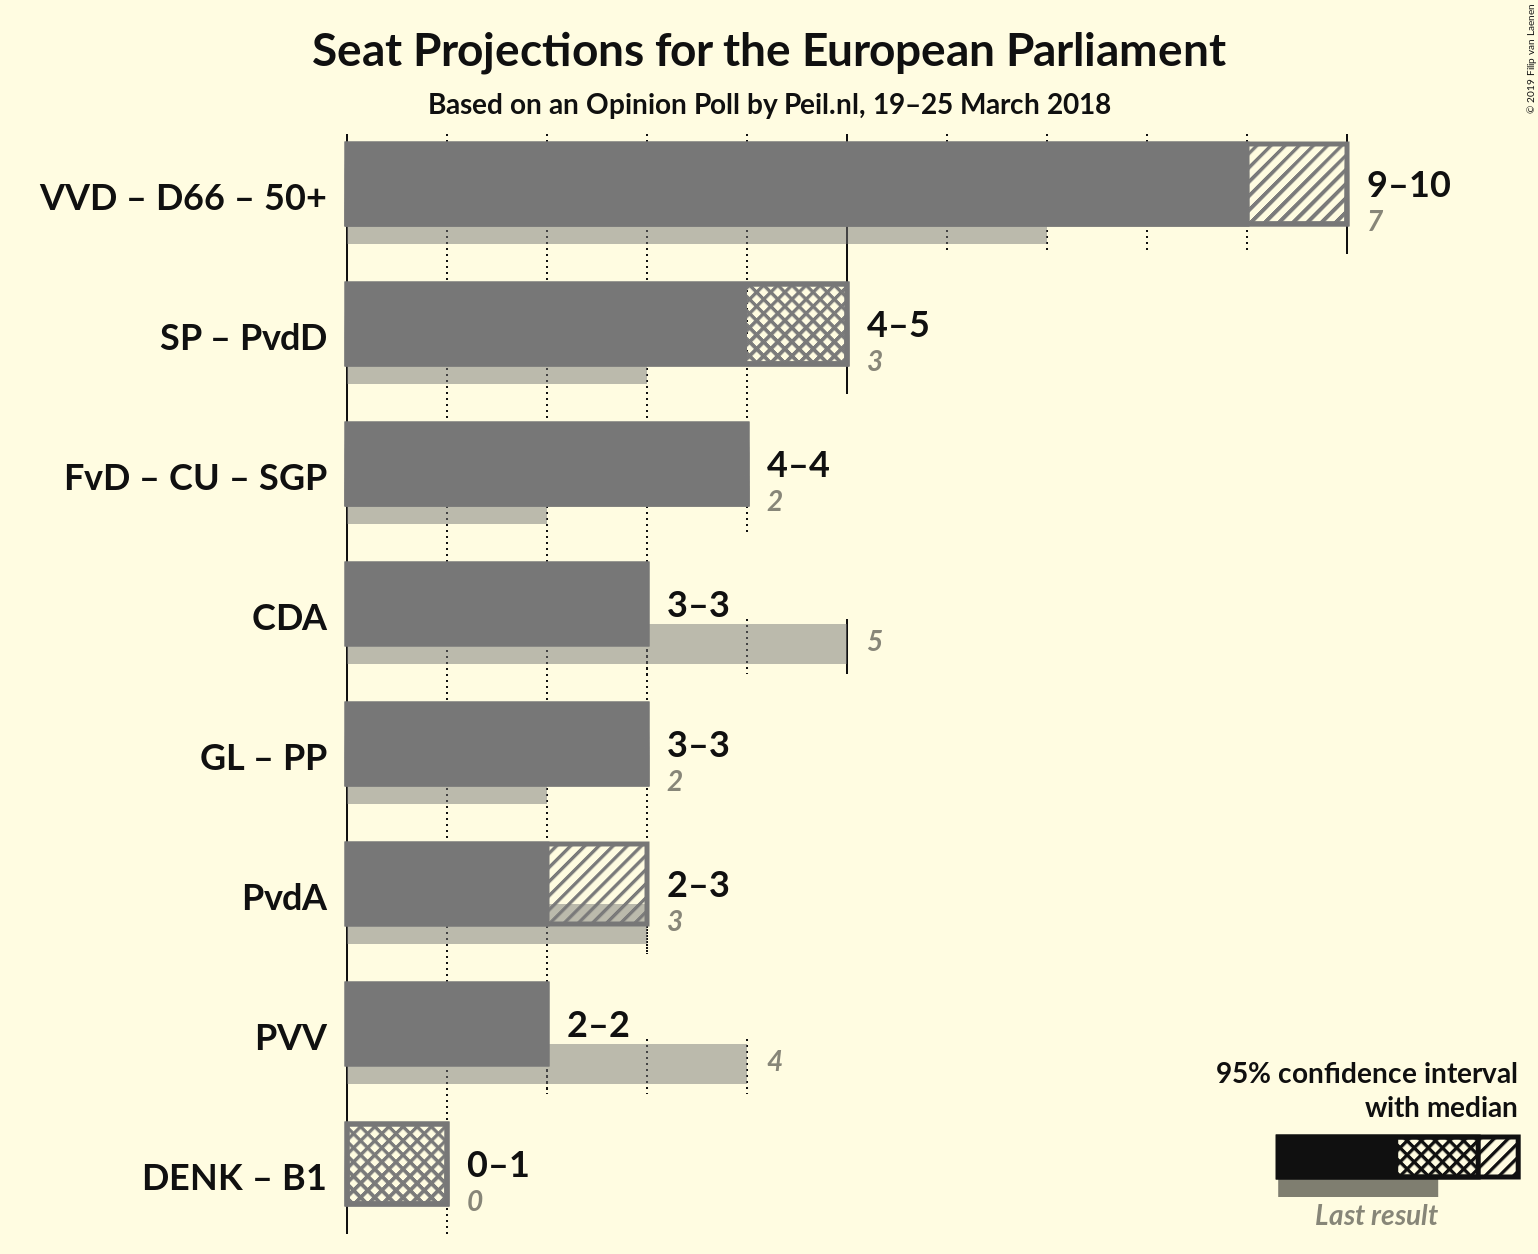 Seat Projections for the European Parliament
Based on an Opinion Poll by Peil.nl, 19–25 March 2018
© 2019 Filip van Laenen
VVD – D66 – 50+
9–10
7
SP – PvdD
4–5
3
FvD – CU – SGP
4–4
2
CDA
3–3
5
GL – PP
3–3
2
PvdA
2–3
3
PVV
2–2
4
DENK – B1
0–1
0
95% confidence interval
with median
Last result